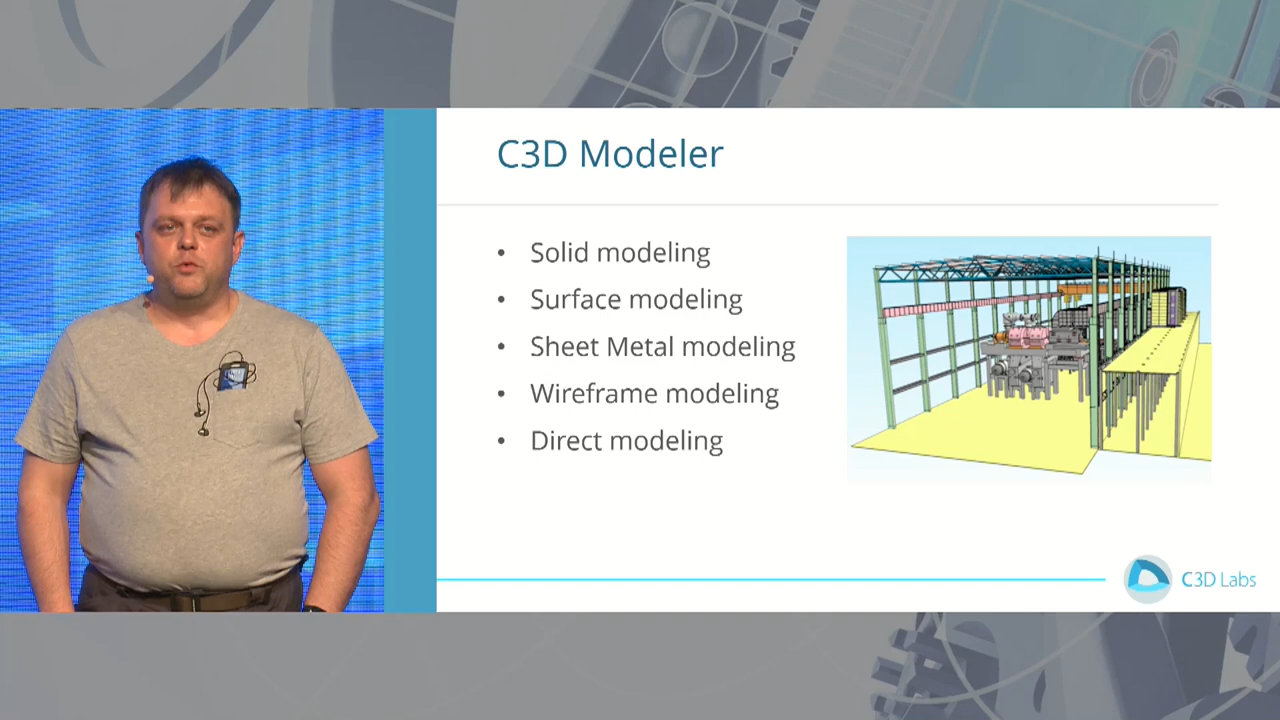 C3D Modeler
• Solid modeling
• Surface modeling
• Sheet Metal modeling
• Wireframe modeling
• Direct modeling
C3D Labs